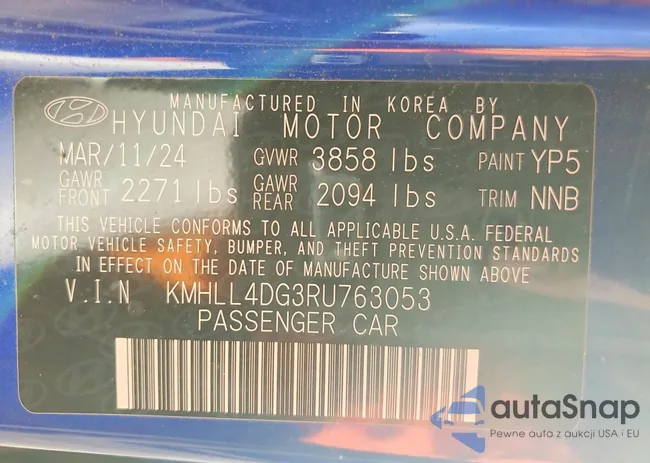 MANUFACTURED IN KOREA BY
HYUNDAI MOTOR COMPANY
MAR/11/24 GVWR 3858 lbs PAINT YP5
GAWR FRONT 2271 lbs GAWR REAR 2094 lbs TRIM NNB
THIS VEHICLE CONFORMS TO ALL APPLICABLE U.S.A. FEDERAL
MOTOR VEHICLE SAFETY, BUMPER, AND THEFT PREVENTION STANDARDS
IN EFFECT ON THE DATE OF MANUFACTURE SHOWN ABOVE
V.I.N KMHLL4DG3RU763053
PASSENGER CAR
autaSnap
Pewne auta z aukcji USA i EU